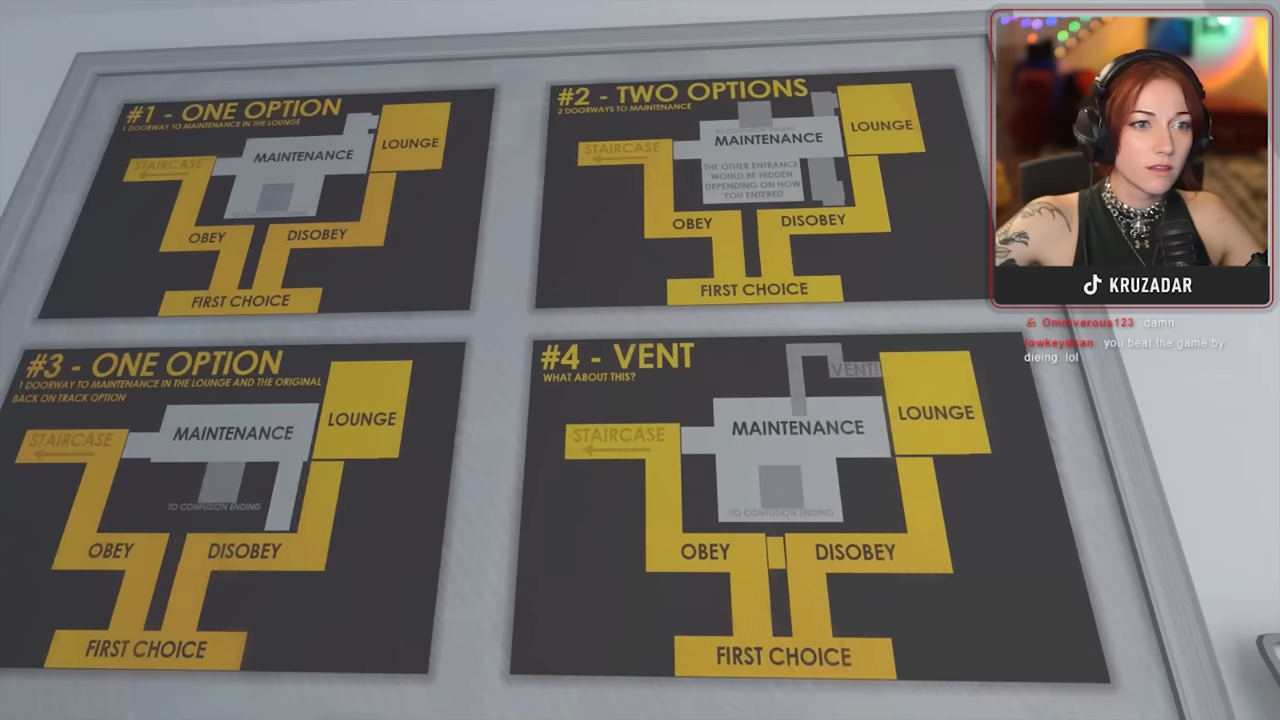 #1 - ONE OPTION
1 DOORWAY TO MAINTENANCE IN THE LOUNGE
STAIRCASE
MAINTENANCE
LOUNGE
OBEY
DISOBEY
FIRST CHOICE
#2 - TWO OPTIONS
2 DOORWAYS TO MAINTENANCE
TO CONFUSION ENDING
STAIRCASE
MAINTENANCE
LOUNGE
THE OTHER ENTRANCE
WOULD BE HIDDEN
DEPENDING ON HOW
YOU ENTERED
OBEY
DISOBEY
FIRST CHOICE
#3 - ONE OPTION
1 DOORWAY TO MAINTENANCE IN THE LOUNGE AND THE ORIGINAL
BACK ON TRACK OPTION
STAIRCASE
MAINTENANCE
LOUNGE
TO CONFUSION ENDING
OBEY
DISOBEY
FIRST CHOICE
#4 - VENT
WHAT ABOUT THIS?
VENT!
STAIRCASE
MAINTENANCE
LOUNGE
TO CONFUSION ENDING
OBEY
DISOBEY
FIRST CHOICE
KRUZADAR
damn
you beat the game by
dieing. lol